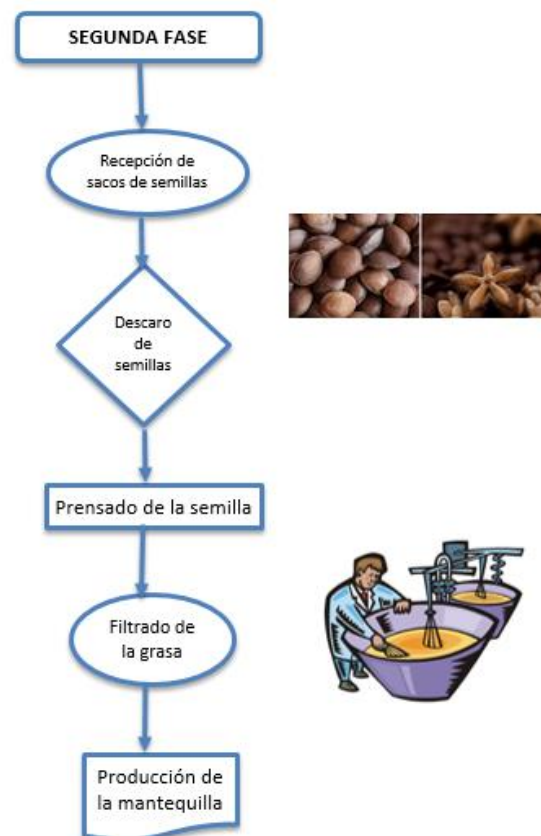 SEGUNDA FASE
Recepción de
sacos de semillas
Descaro
de
semillas
Prensado de la semilla
Filtrado de
la grasa
Producción de
la mantequilla